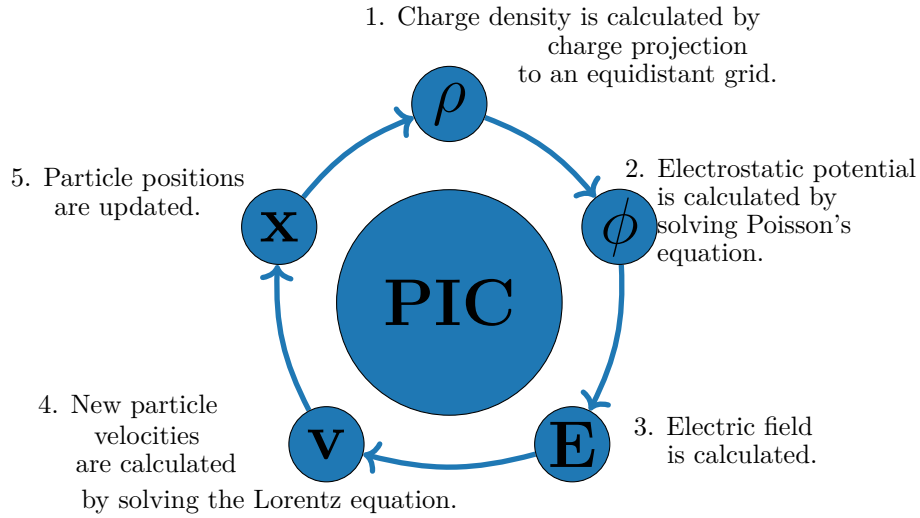 1. Charge density is calculated by
charge projection
to an equidistant grid.
ρ
2. Electrostatic potential
is calculated by
solving Poisson's
equation.
ϕ
5. Particle positions
are updated.
x
PIC
4. New particle
velocities
are calculated
by solving the Lorentz equation.
v
E
3. Electric field
is calculated.